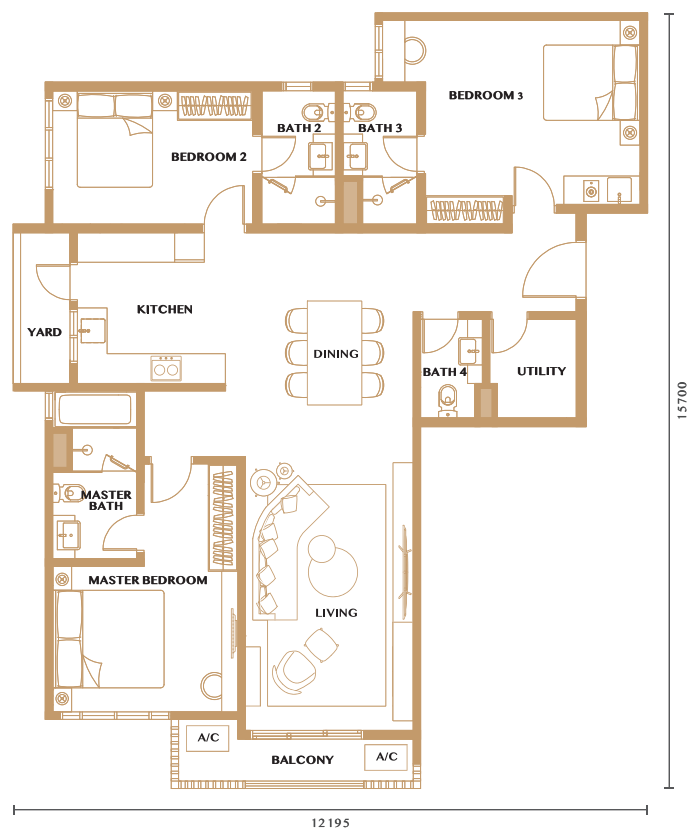 BEDROOM 3
BATH 2
BATH 3
BEDROOM 2
KITCHEN
YARD
DINING
BATH 4
UTILITY
15700
MASTER
BATH
MASTER BEDROOM
LIVING
A/C
BALCONY
A/C
12195